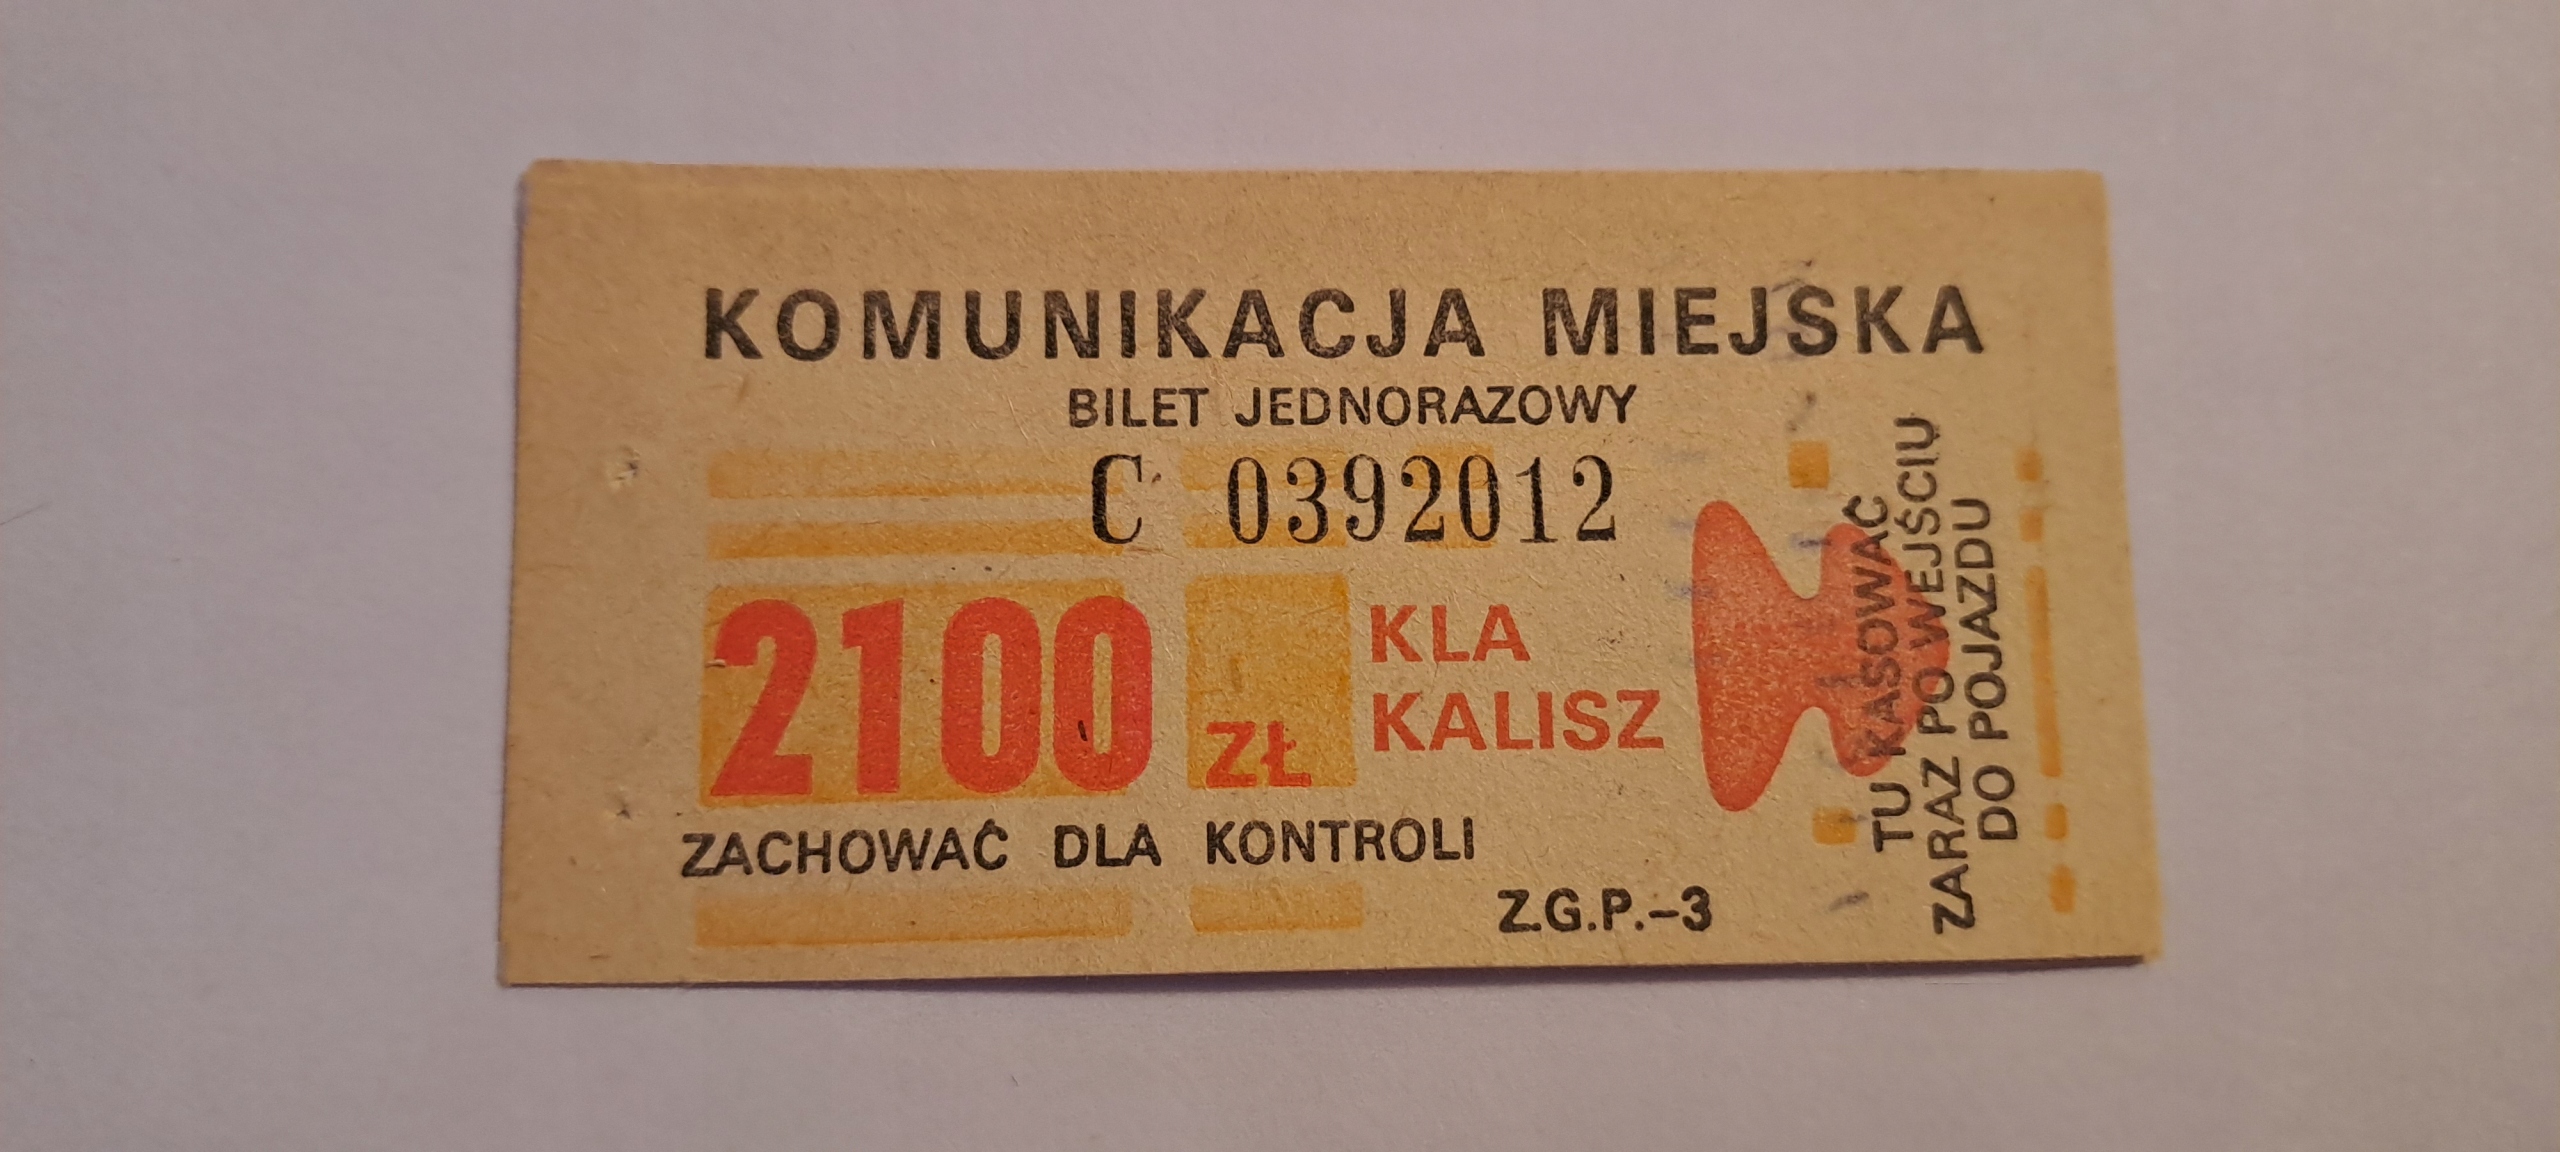 KOMUNIKACJA MIEJSKA
BILET JEDNORAZOWY
C 0392012
2100 ZŁ
KLA
KALISZ
ZACHOWAĆ DLA KONTROLI
Z.G.P.-3
TU KASOWAĆ
ZARAZ PO WEJŚCIU
DO POJAZDU